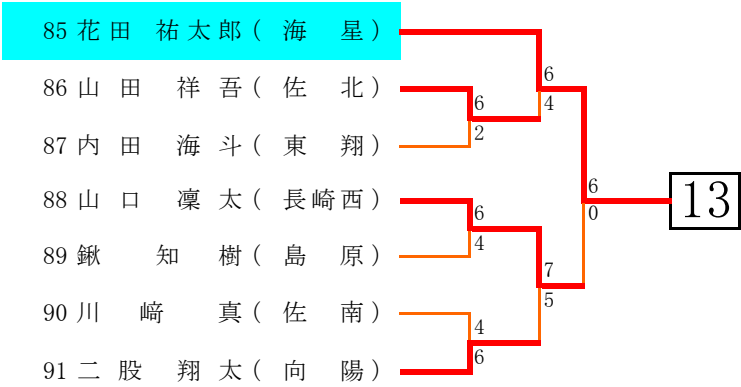 85 花田 祐太郎(海 星)
86 山田 祥吾(佐 北)
87 内田 海斗(東 翔)
88 山口 凜太(長崎西)
89 鍬 知樹(島 原)
90 川﨑 真(佐 南)
91 二股 翔太(向 陽)
6
4
6
2
6
0
13
6
4
7
5
4
6